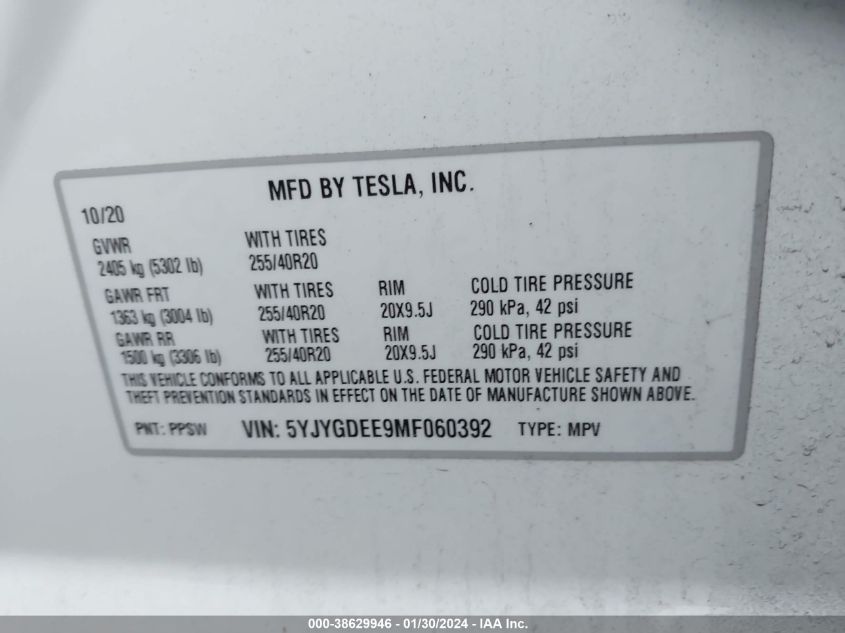 MFD BY TESLA, INC.
10/20
GVWR WITH TIRES
2405 kg (5302 lb) 255/40R20
GAWR FRT WITH TIRES RIM COLD TIRE PRESSURE
1363 kg (3004 lb) 255/40R20 20X9.5J 290 kPa, 42 psi
GAWR RR WITH TIRES RIM COLD TIRE PRESSURE
1500 kg (3306 lb) 255/40R20 20X9.5J 290 kPa, 42 psi
THIS VEHICLE CONFORMS TO ALL APPLICABLE U.S. FEDERAL MOTOR VEHICLE SAFETY AND
THEFT PREVENTION STANDARDS IN EFFECT ON THE DATE OF MANUFACTURE SHOWN ABOVE.
PNT: PPSW VIN: 5YJYGDEE9MF060392 TYPE: MPV
000-38629946 - 01/30/2024 - IAA Inc.